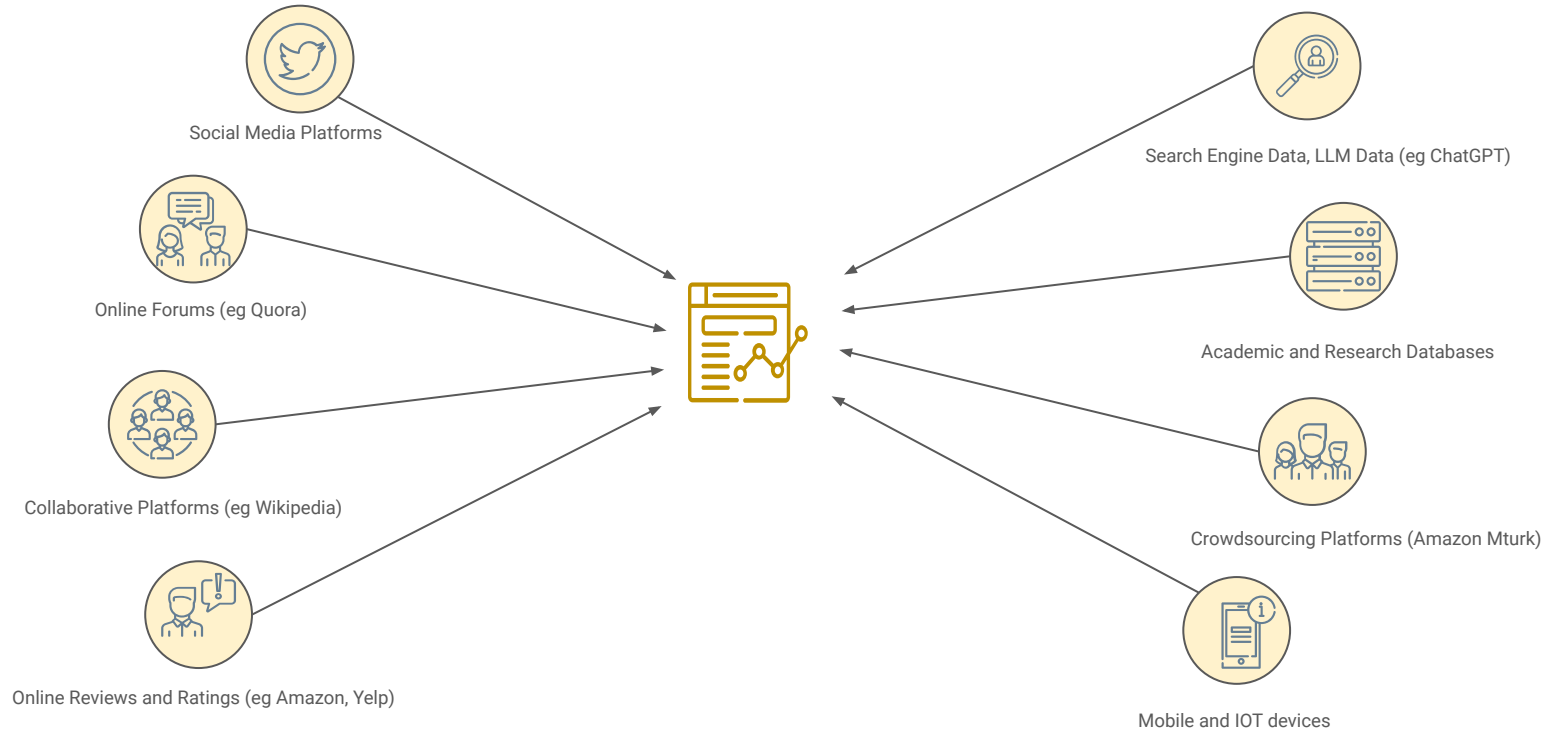 Social Media Platforms
Online Forums (eg Quora)
Collaborative Platforms (eg Wikipedia)
Online Reviews and Ratings (eg Amazon, Yelp)
Search Engine Data, LLM Data (eg ChatGPT)
Academic and Research Databases
Crowdsourcing Platforms (Amazon Mturk)
i
Mobile and IOT devices